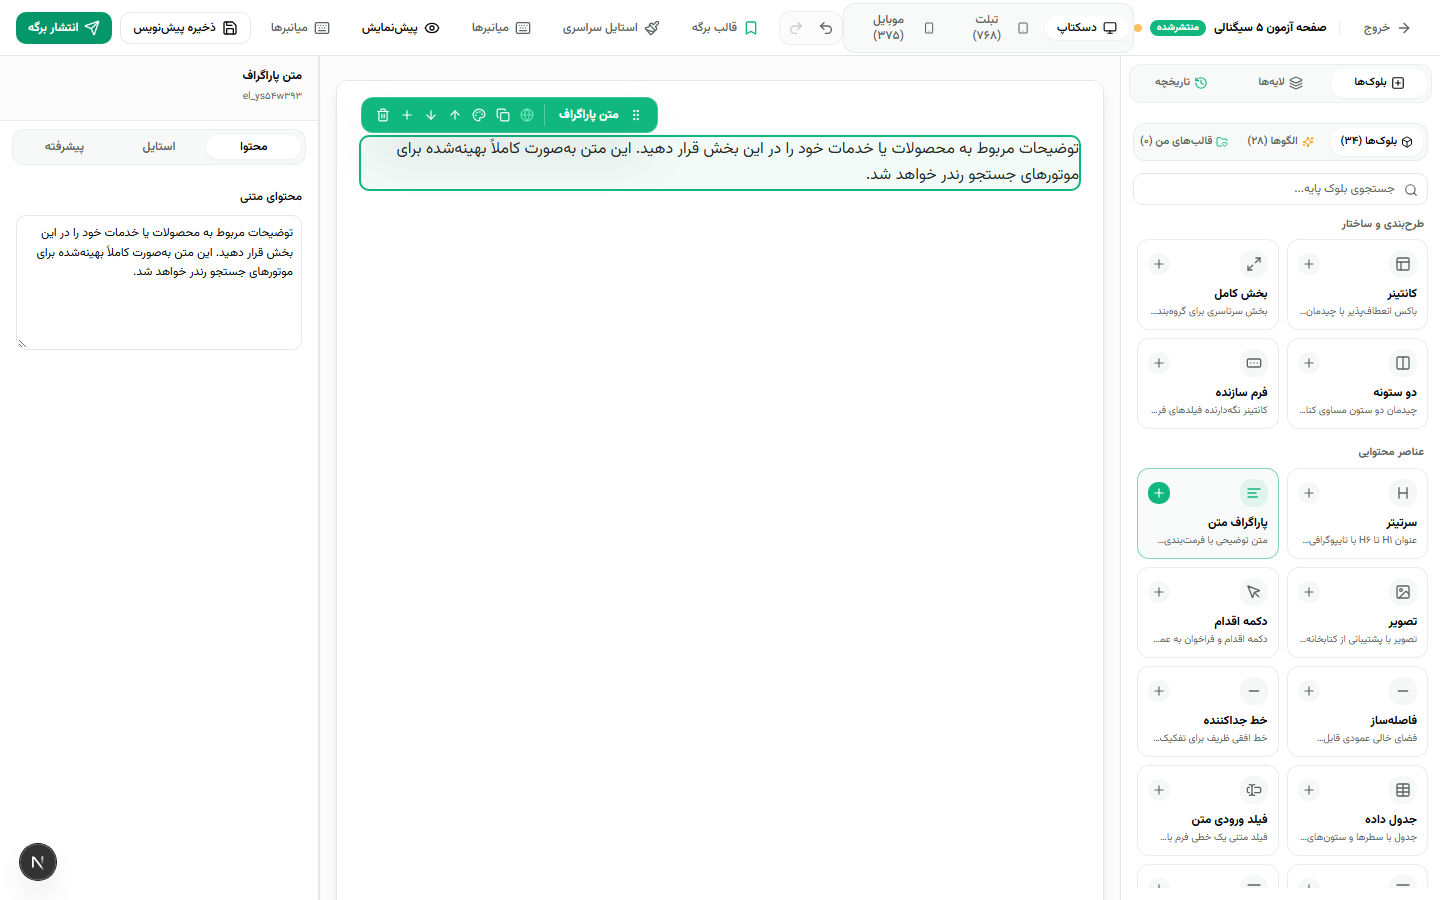 خروج
صفحه آزمون ۵ سیگنالی
منتشرشده
دسکتاپ
تبلت (۷۶۸)
موبایل (۳۷۵)
قالب برگه
استایل سراسری
میانبرها
پیش‌نمایش
میانبرها
ذخیره پیش‌نویس
انتشار برگه
بلوک‌ها
لایه‌ها
تاریخچه
بلوک‌ها (۳۴)
الگوها (۲۸)
قالب‌های من (۰)
جستجوی بلوک پایه...
طرح‌بندی و ساختار
کانتینر
باکس انعطاف‌پذیر با چیدمان...
بخش کامل
بخش سرتاسری برای گروه‌بند...
دو ستونه
چیدمان دو ستون مساوی کنا...
فرم سازنده
کانتینر نگه‌دارنده فیلدهای فر...
عناصر محتوایی
سرتیتر
عنوان H۱ تا H۶ با تایپوگرافی...
پاراگراف متن
متن توضیحی با فرمت‌بندی...
تصویر
تصویر با پشتیبانی از کتابخانه...
دکمه اقدام
دکمه اقدام و فراخوان به عمـ...
فاصله‌ساز
فضای خالی عمودی قابل...
خط جداکننده
خط افقی ظریف برای تفکیک...
جدول داده
جدول با سطرها و ستون‌های...
فیلد ورودی متن
فیلد متنی یک خطی فرم با...
متن پاراگراف
توضیحات مربوط به محصولات یا خدمات خود را در این بخش قرار دهید. این متن به‌صورت کاملاً بهینه‌شده برای
موتورهای جستجو رندر خواهد شد.
متن پاراگراف
el_ys۵۴w۳۹۳
محتوا
استایل
پیشرفته
محتوای متنی
توضیحات مربوط به محصولات یا خدمات خود را در این
بخش قرار دهید. این متن به‌صورت کاملاً بهینه‌شده برای
موتورهای جستجو رندر خواهد شد.
N